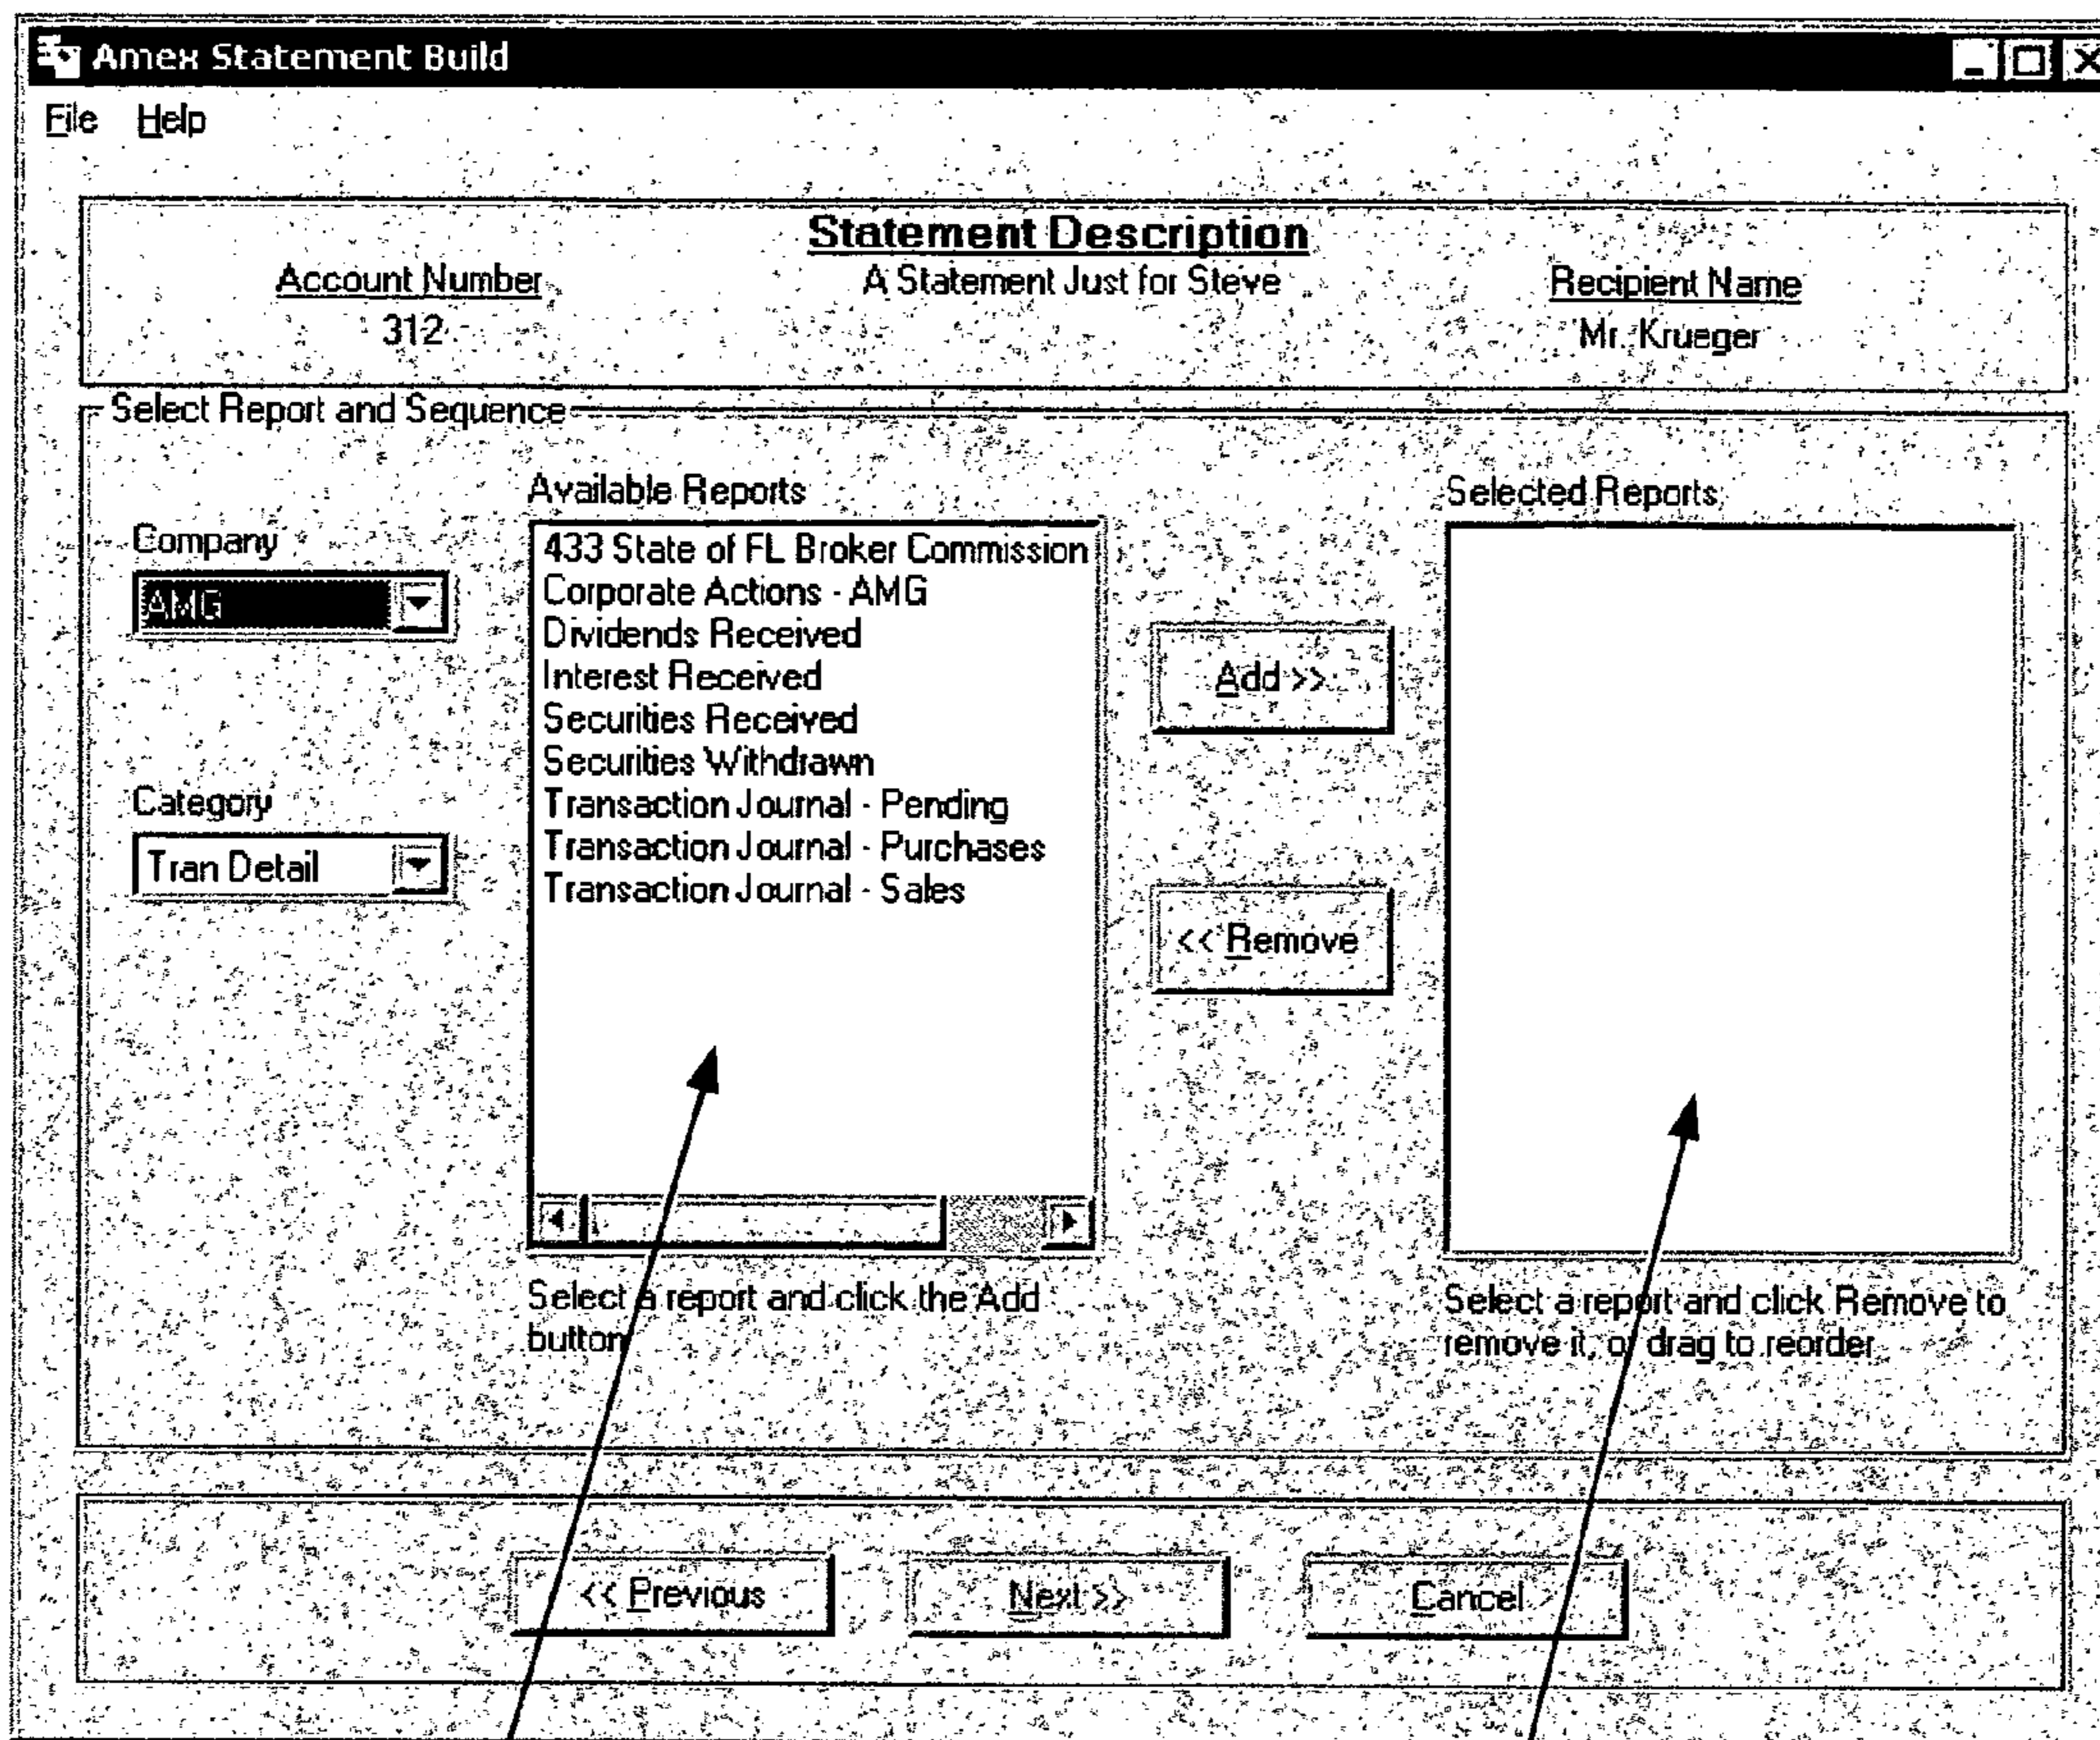 Amex Statement Build
File Help
Statement Description
A Statement Just for Steve
Account Number
312
Recipient Name
Mr. Krueger
Select Report and Sequence
Company
AMG
Category
Tran Detail
Available Reports
433 State of FL Broker Commission
Corporate Actions - AMG
Dividends Received
Interest Received
Securities Received
Securities Withdrawn
Transaction Journal - Pending
Transaction Journal - Purchases
Transaction Journal - Sales
Select a report and click the Add
button
Add >>
<< Remove
Selected Reports
Select a report and click Remove to
remove it, or drag to reorder
<< Previous
Next >>
Cancel